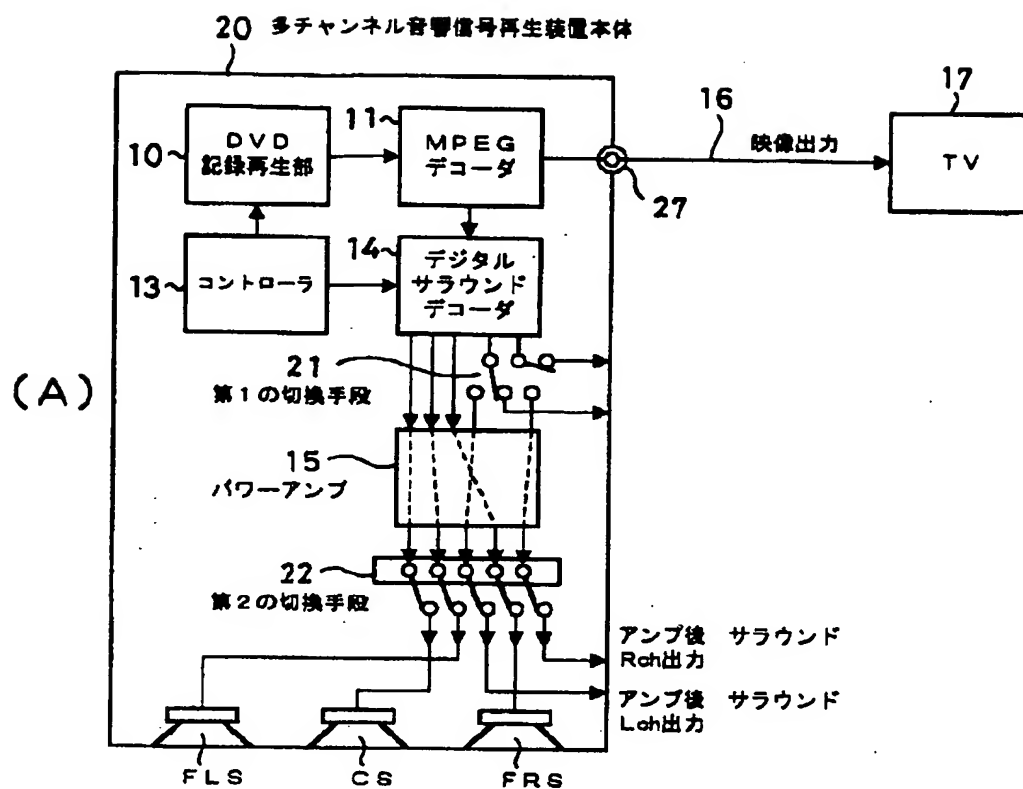 20 多チャンネル音響信号再生装置本体
11
16
17
10
DVD
記録再生部
MPEG
デコーダ
映像出力
TV
27
14
13
コントローラ
デジタル
サラウンド
デコーダ
(A)
21
第1の切換手段
15
パワーアンプ
22
第2の切換手段
アンプ後 サラウンド
Rch出力
アンプ後 サラウンド
Lch出力
FLS
CS
FRS